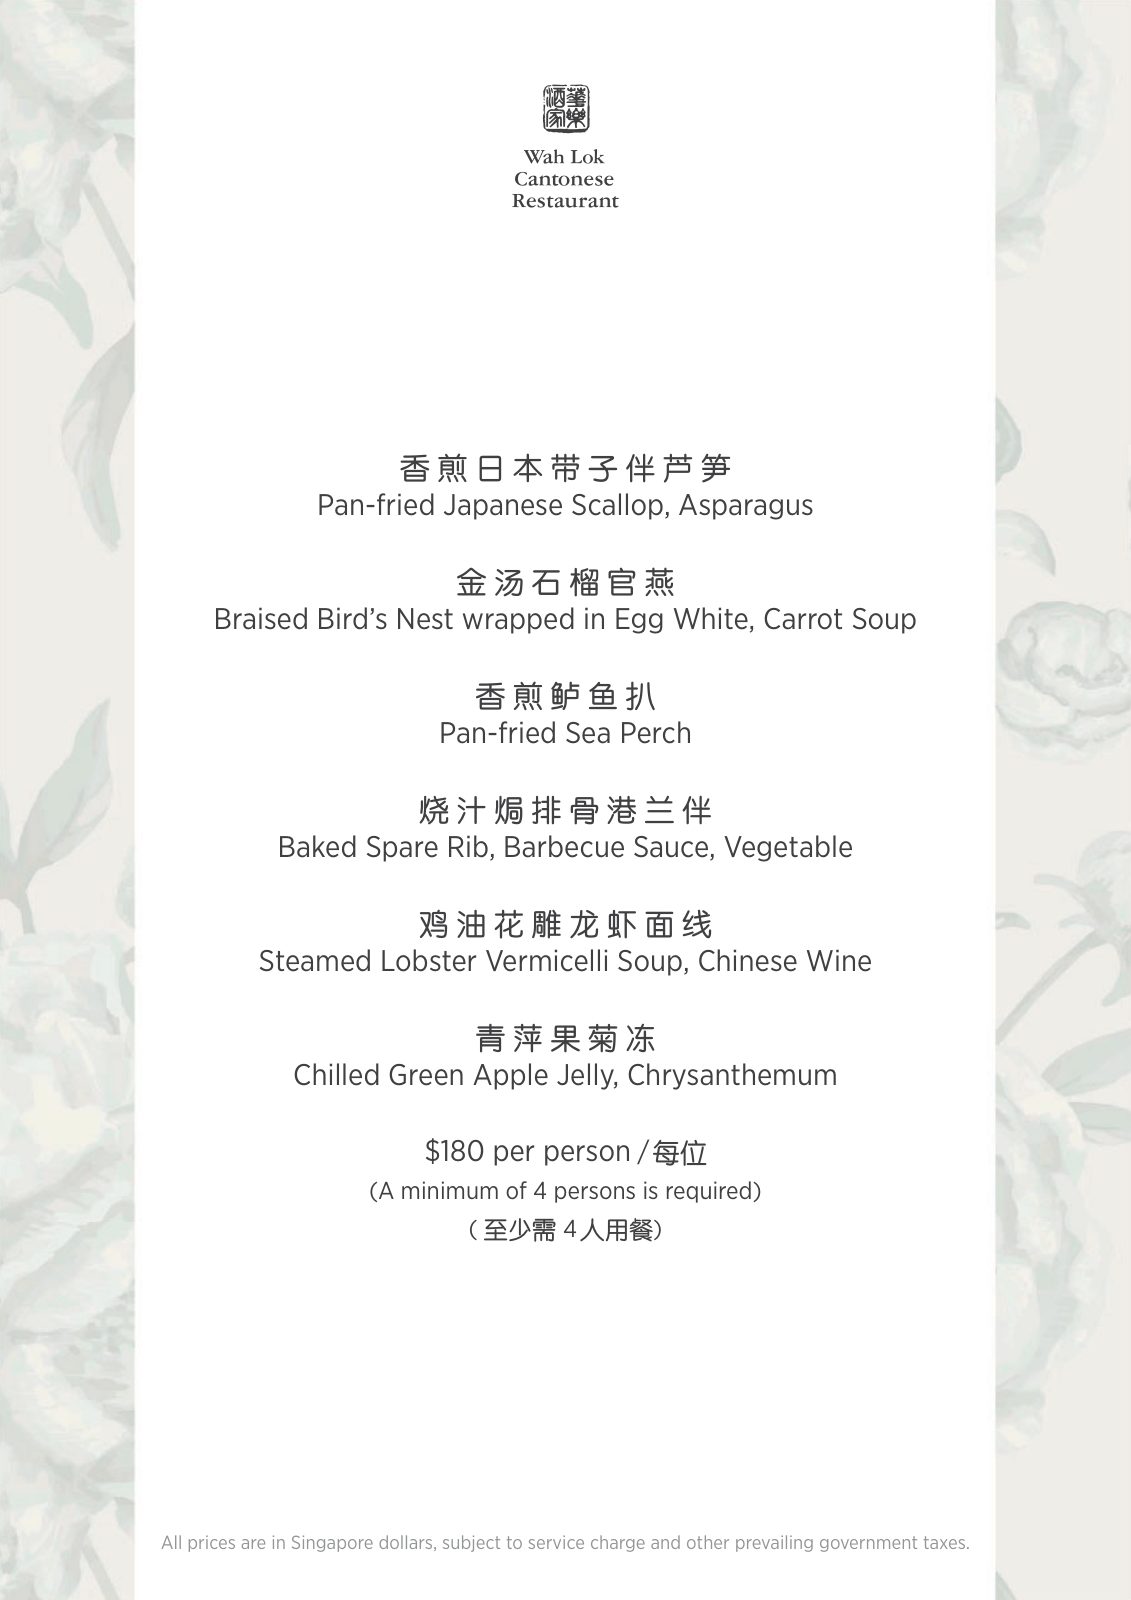 華樂酒家
Wah Lok
Cantonese
Restaurant
香煎日本带子伴芦笋
Pan-fried Japanese Scallop, Asparagus
金汤石榴官燕
Braised Bird’s Nest wrapped in Egg White, Carrot Soup
香煎鲈鱼扒
Pan-fried Sea Perch
烧汁焗排骨港兰伴
Baked Spare Rib, Barbecue Sauce, Vegetable
鸡油花雕龙虾面线
Steamed Lobster Vermicelli Soup, Chinese Wine
青萍果菊冻
Chilled Green Apple Jelly, Chrysanthemum
$180 per person /每位
(A minimum of 4 persons is required)
( 至少需 4人用餐)
All prices are in Singapore dollars, subject to service charge and other prevailing government taxes.